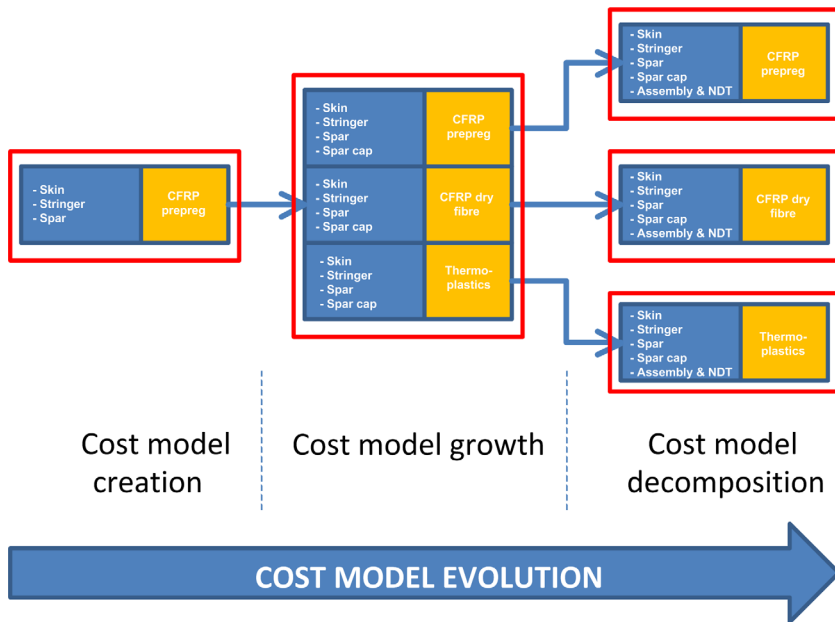 - Skin
- Stringer
- Spar
CFRP
prepreg
- Skin
- Stringer
- Spar
- Spar cap
CFRP
prepreg
- Skin
- Stringer
- Spar
- Spar cap
CFRP dry
fibre
- Skin
- Stringer
- Spar
- Spar cap
Thermo-
plastics
- Skin
- Stringer
- Spar
- Spar cap
- Assembly & NDT
CFRP
prepreg
- Skin
- Stringer
- Spar
- Spar cap
- Assembly & NDT
CFRP dry
fibre
- Skin
- Stringer
- Spar
- Spar cap
- Assembly & NDT
Thermo-
plastics
Cost model
creation
Cost model growth
Cost model
decomposition
COST MODEL EVOLUTION